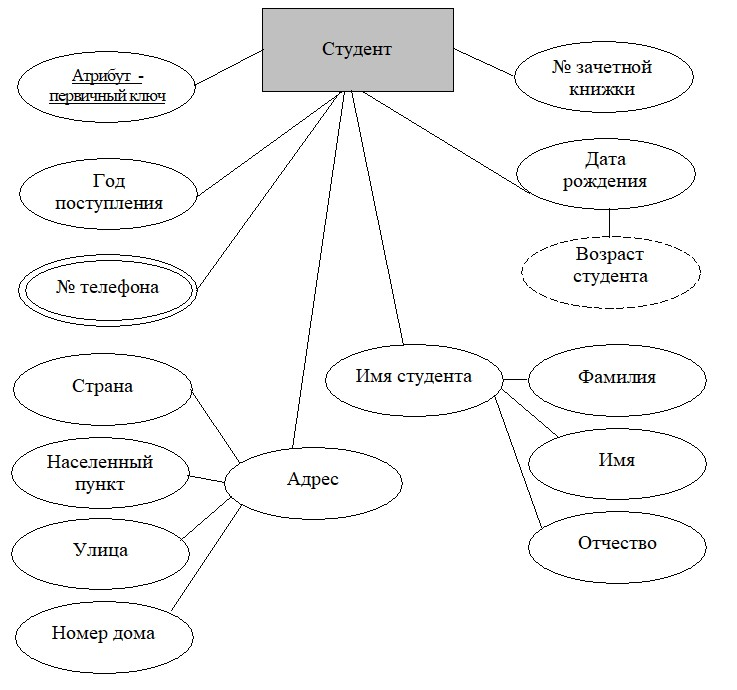 Студент
Атрибут -
первичный ключ
№ зачетной
книжки
Год
поступления
Дата
рождения
№ телефона
Возраст
студента
Страна
Имя студента
Фамилия
Населенный
пункт
Адрес
Имя
Улица
Отчество
Номер дома